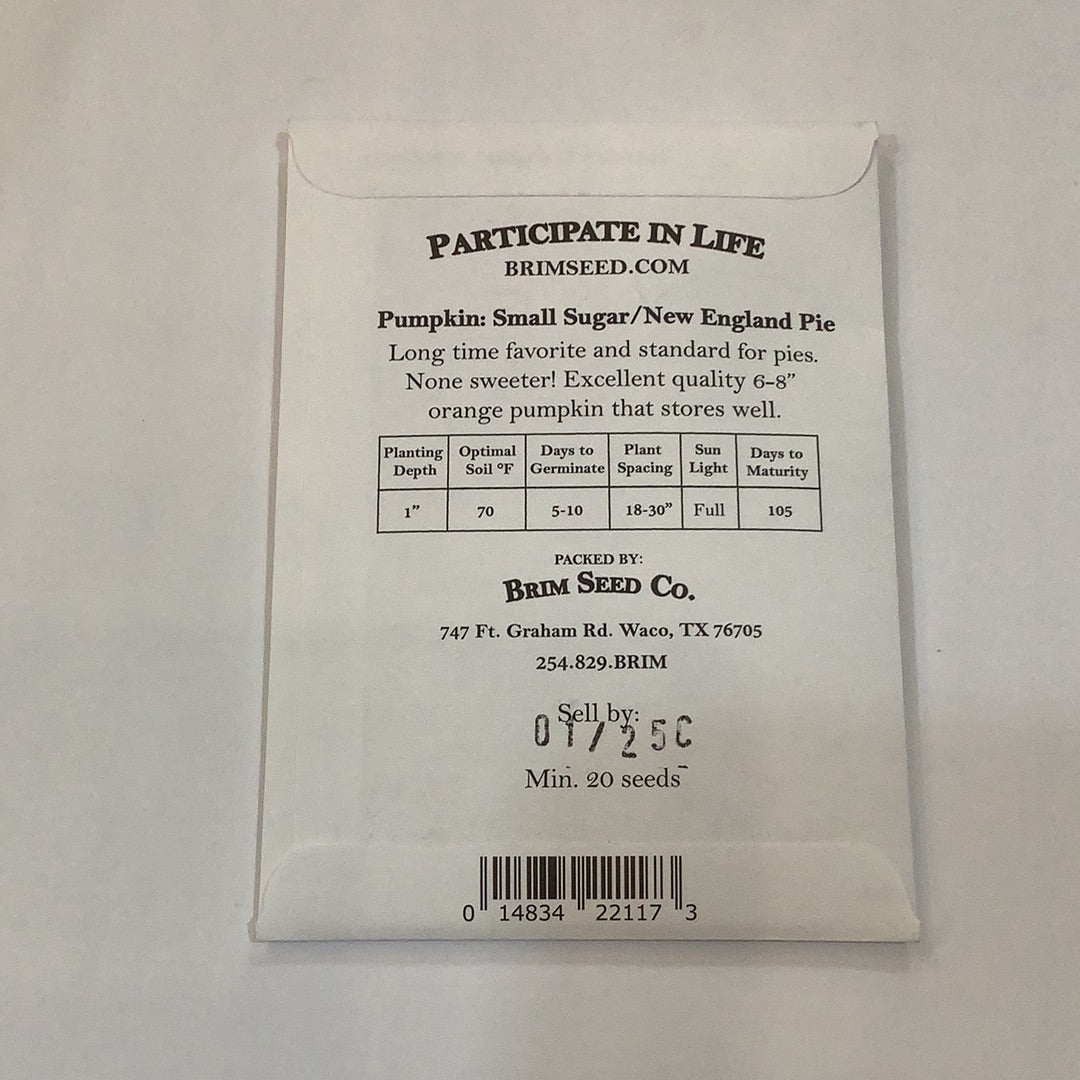 PARTICIPATE IN LIFE
BRIMSEED.COM
Pumpkin: Small Sugar/New England Pie
Long time favorite and standard for pies.
None sweeter! Excellent quality 6-8”
orange pumpkin that stores well.
Planting Depth Optimal Soil °F Days to Germinate Plant Spacing Sun Light Days to Maturity
1” 70 5-10 18-30” Full 105
PACKED BY:
BRIM SEED CO.
747 Ft. Graham Rd. Waco, TX 76705
254.829.BRIM
Sell by:
01/25C
Min. 20 seeds
0 14834 22117 3